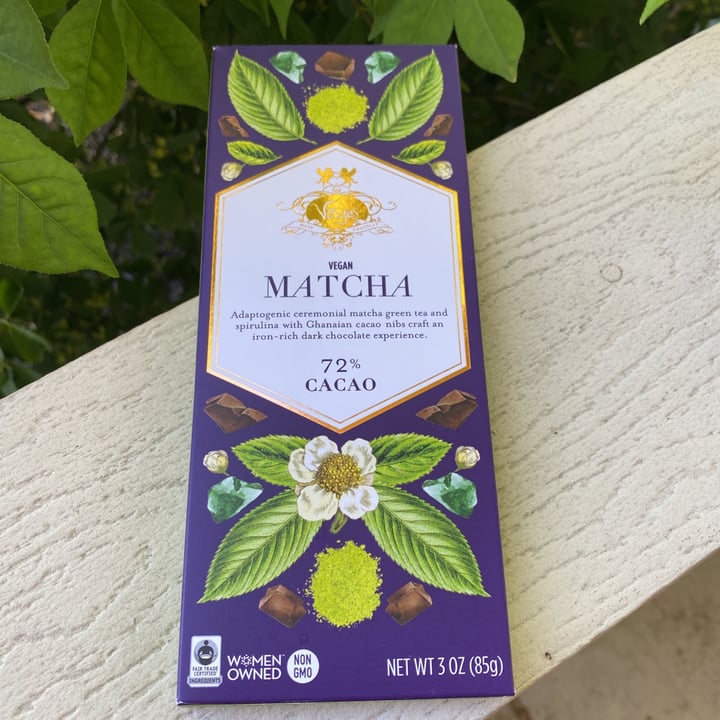 Vosges
VEGAN
MATCHA
Adaptogenic ceremonial matcha green tea and
spirulina with Ghanaian cacao nibs craft an
iron-rich dark chocolate experience.
72%
CACAO
FAIR TRADE
CERTIFIED
INGREDIENTS
WOMEN
OWNED
NON
GMO
NET WT 3 OZ (85g)